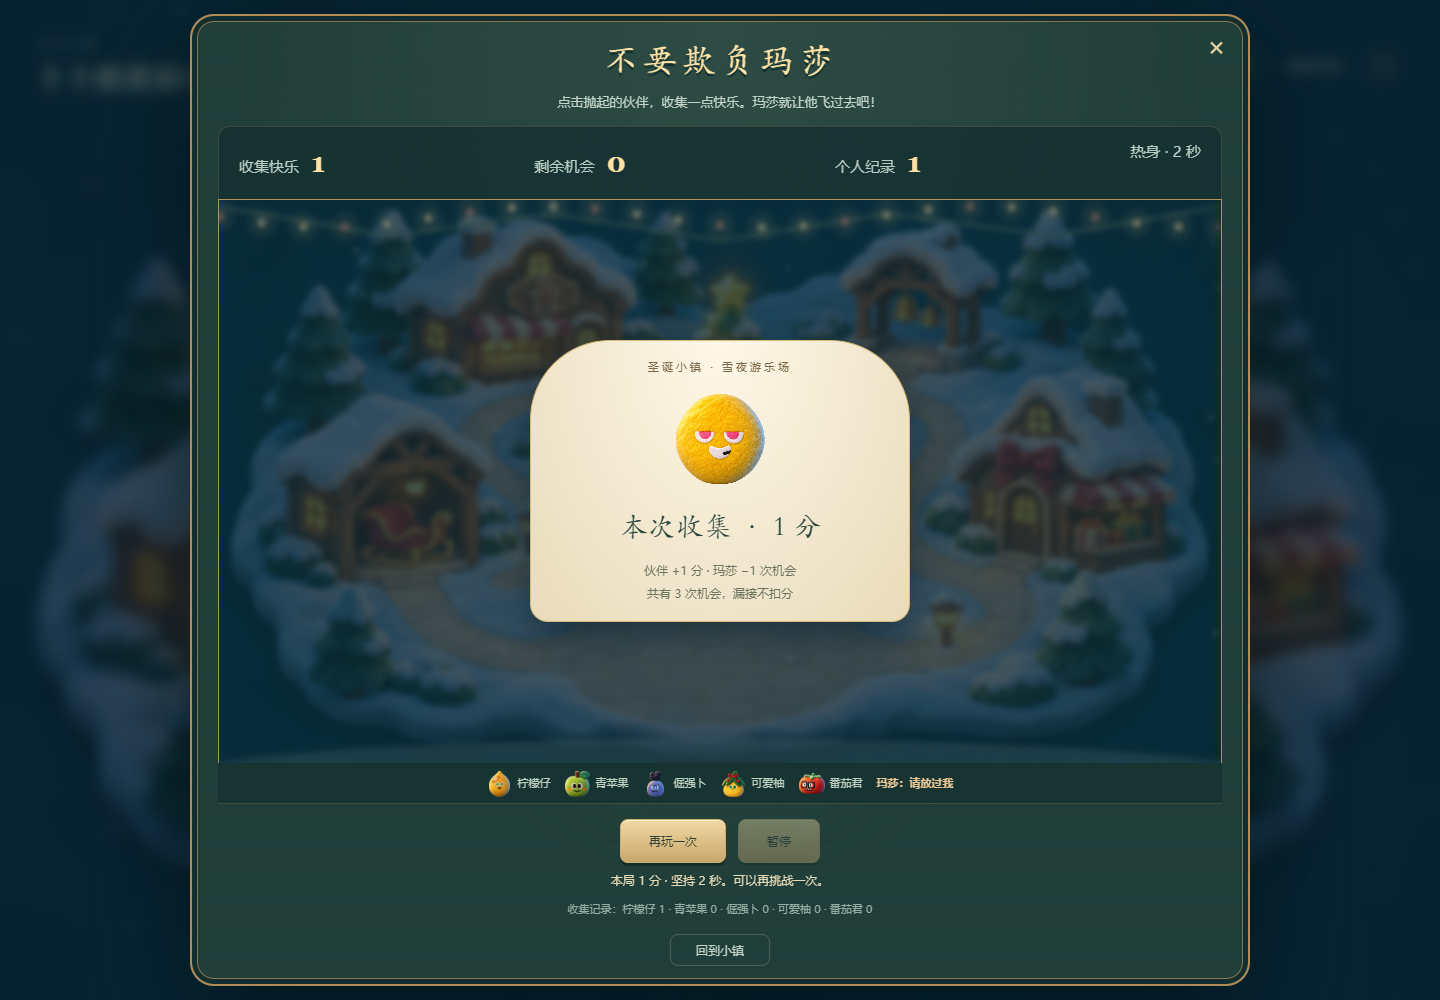 不要欺负玛莎
✕
点击抛起的伙伴，收集一点快乐。玛莎就让他飞过去吧！
收集快乐 1
剩余机会 0
个人纪录 1
热身 · 2 秒
圣诞小镇 · 雪夜游乐场
本次收集 · 1 分
伙伴 +1 分 · 玛莎 −1 次机会
共有 3 次机会，漏接不扣分
柠檬仔 青苹果 倔强卜 可爱柚 番茄君 玛莎：请放过我
再玩一次
暂停
本局 1 分 · 坚持 2 秒。可以再挑战一次。
收集记录：柠檬仔 1 · 青苹果 0 · 倔强卜 0 · 可爱柚 0 · 番茄君 0
回到小镇